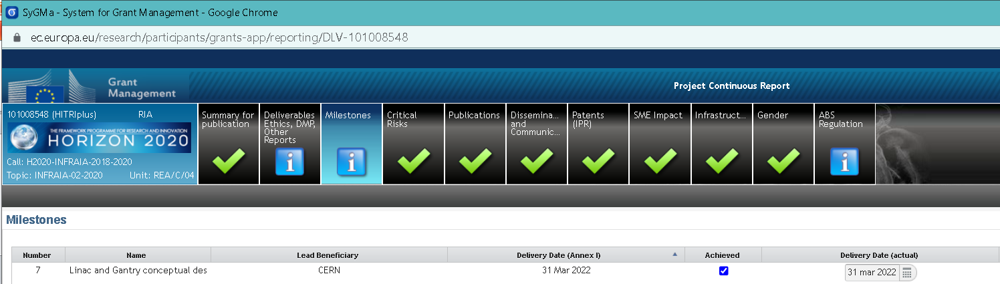 SyGMa - System for Grant Management - Google Chrome
ec.europa.eu/research/participants/grants-app/reporting/DLV-101008548
Grant
Management
Project Continuous Report
101008548 (HITRIplus) RIA
THE FRAMEWORK PROGRAMME FOR RESEARCH AND INNOVATION
HORIZON 2020
Call: H2020-INFRAIA-2018-2020
Topic: INFRAIA-02-2020 Unit: REA/C/04
Summary for
publication
Deliverables
Ethics, DMP,
Other
Reports
Milestones
Critical
Risks
Publications
Dissemina...
and
Communic...
Patents
(IPR)
SME Impact
Infrastruct...
Gender
ABS
Regulation
Milestones
Number Name Lead Beneficiary Delivery Date (Annex I) Achieved Delivery Date (actual)
7 Linac and Gantry conceptual des CERN 31 Mar 2022 31 mar 2022